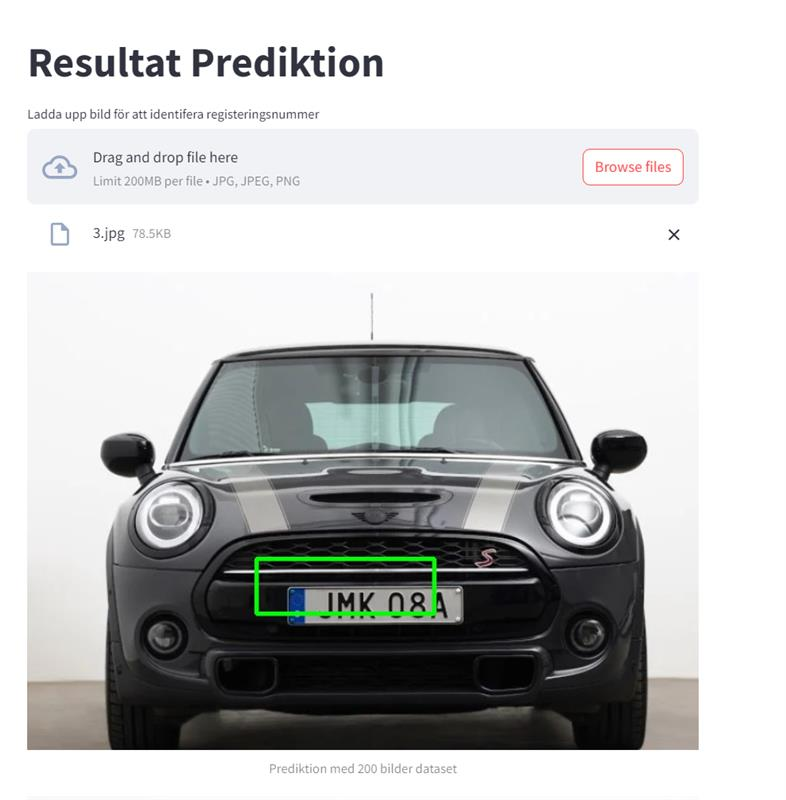 Resultat Prediktion
Ladda upp bild för att identifera registeringsnummer
Drag and drop file here
Limit 200MB per file • JPG, JPEG, PNG
Browse files
3.jpg 78.5KB
S
JMK 08A
Prediktion med 200 bilder dataset